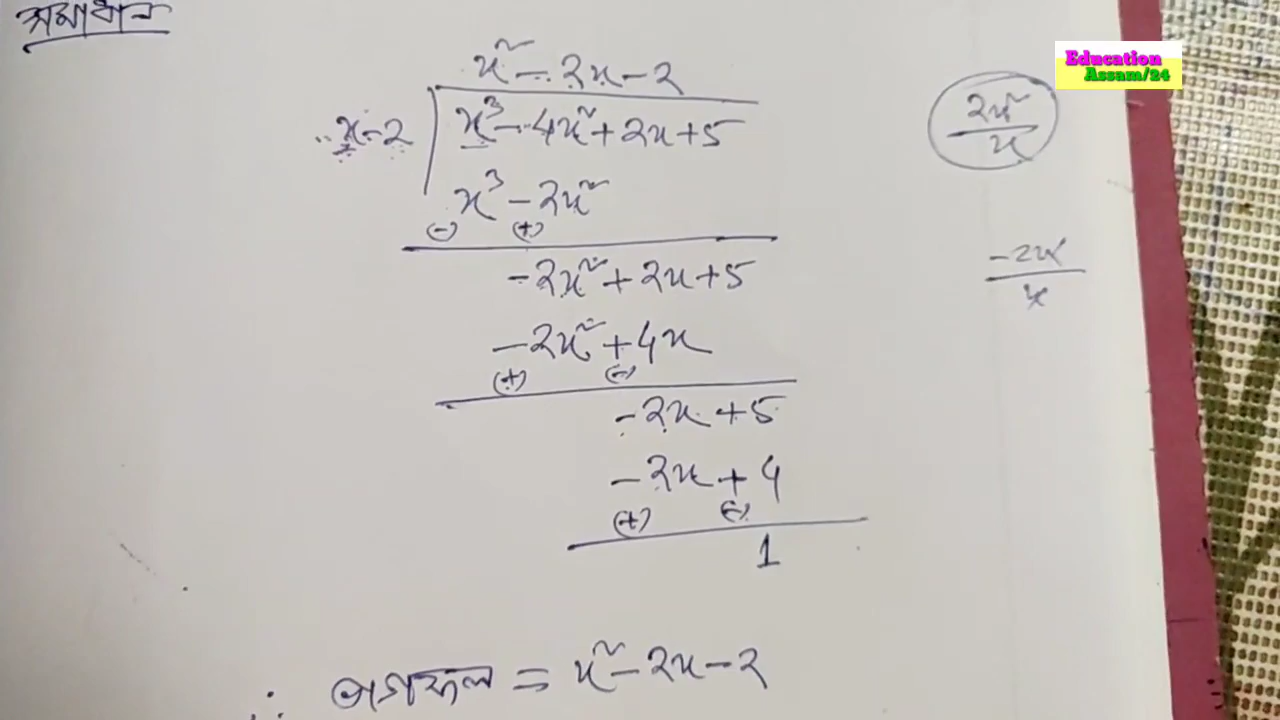 সমাধান
x² - 2x - 2
x - 2 x³ - 4x² + 2x + 5
x³ - 2x²
(-) (+)
-2x² + 2x + 5
-2x² + 4x
(+) (-)
-2x + 5
-2x + 4
(+) (-)
1
∴ ভাগফল = x² - 2x - 2
2x²
x
-2x
x
Education
Assam/24